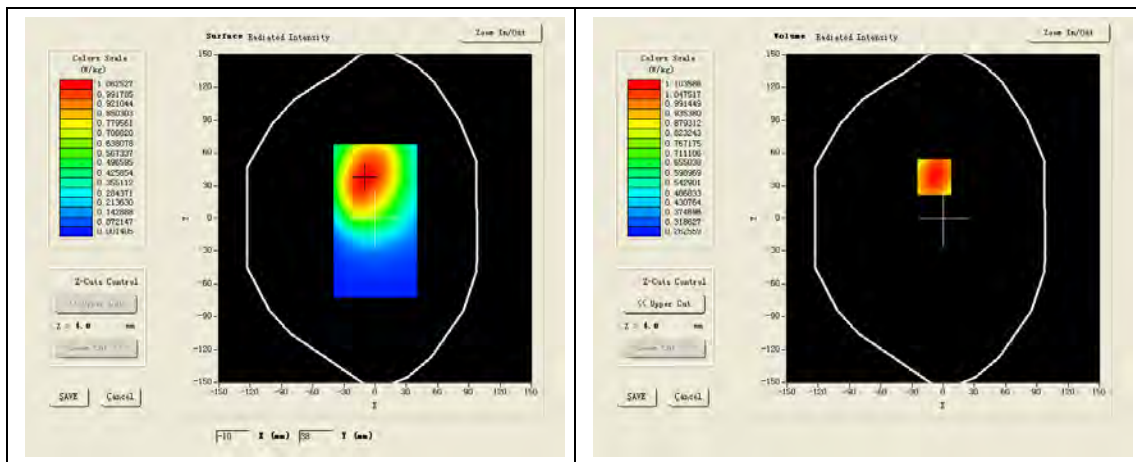 Surface Radiated Intensity
Zoom In/Out
Colors Scale
(W/kg)
1.062527
0.991785
0.921044
0.850303
0.779561
0.708820
0.638078
0.567337
0.496595
0.425854
0.355112
0.284371
0.213630
0.142888
0.072147
0.001405
150
120
90
60
30
0
-30
-60
-90
-120
-150
Y
-150 -120 -90 -60 -30 0 30 60 90 120 150
X
Z-Cuts Control
<< Upper Cut
Z = 4.0 mm
SAVE Cancel
-10 X (mm) 38 Y (mm)
Volume Radiated Intensity
Zoom In/Out
Colors Scale
(W/kg)
1.103586
1.047517
0.991449
0.935380
0.879312
0.823243
0.767175
0.711106
0.655038
0.598969
0.542901
0.486833
0.430764
0.374696
0.318627
0.262559
150
120
90
60
30
0
-30
-60
-90
-120
-150
Y
-150 -120 -90 -60 -30 0 30 60 90 120 150
X
Z-Cuts Control
<< Upper Cut
Z = 4.0 mm
SAVE Cancel